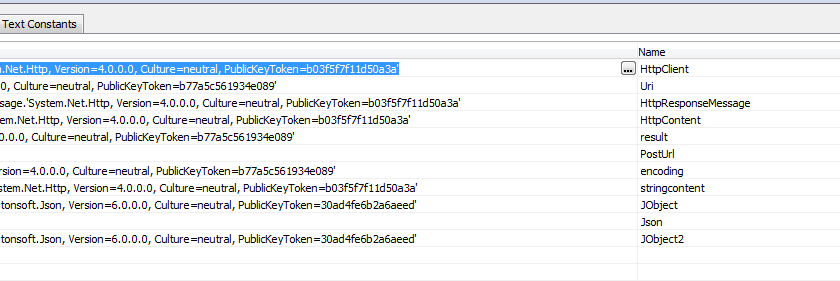 Text Constants
Name
n.Net.Http, Version=4.0.0.0, Culture=neutral, PublicKeyToken=b03f5f7f11d50a3a' ... HttpClient
0, Culture=neutral, PublicKeyToken=b77a5c561934e089' Uri
ssage.'System.Net.Http, Version=4.0.0.0, Culture=neutral, PublicKeyToken=b03f5f7f11d50a3a' HttpResponseMessage
tem.Net.Http, Version=4.0.0.0, Culture=neutral, PublicKeyToken=b03f5f7f11d50a3a' HttpContent
.0.0.0, Culture=neutral, PublicKeyToken=b77a5c561934e089' result
PostUrl
ersion=4.0.0.0, Culture=neutral, PublicKeyToken=b77a5c561934e089' encoding
ystem.Net.Http, Version=4.0.0.0, Culture=neutral, PublicKeyToken=b03f5f7f11d50a3a' stringcontent
tonsoft.Json, Version=6.0.0.0, Culture=neutral, PublicKeyToken=30ad4fe6b2a6aeed' JObject
Json
tonsoft.Json, Version=6.0.0.0, Culture=neutral, PublicKeyToken=30ad4fe6b2a6aeed' JObject2